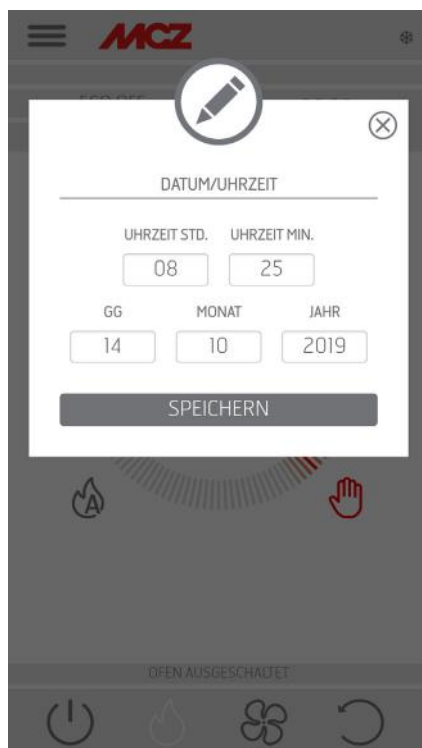 MCZ
DATUM/UHRZEIT
UHRZEIT STD. UHRZEIT MIN.
08 25
GG MONAT JAHR
14 10 2019
SPEICHERN
A
OFEN AUSGESCHALTET